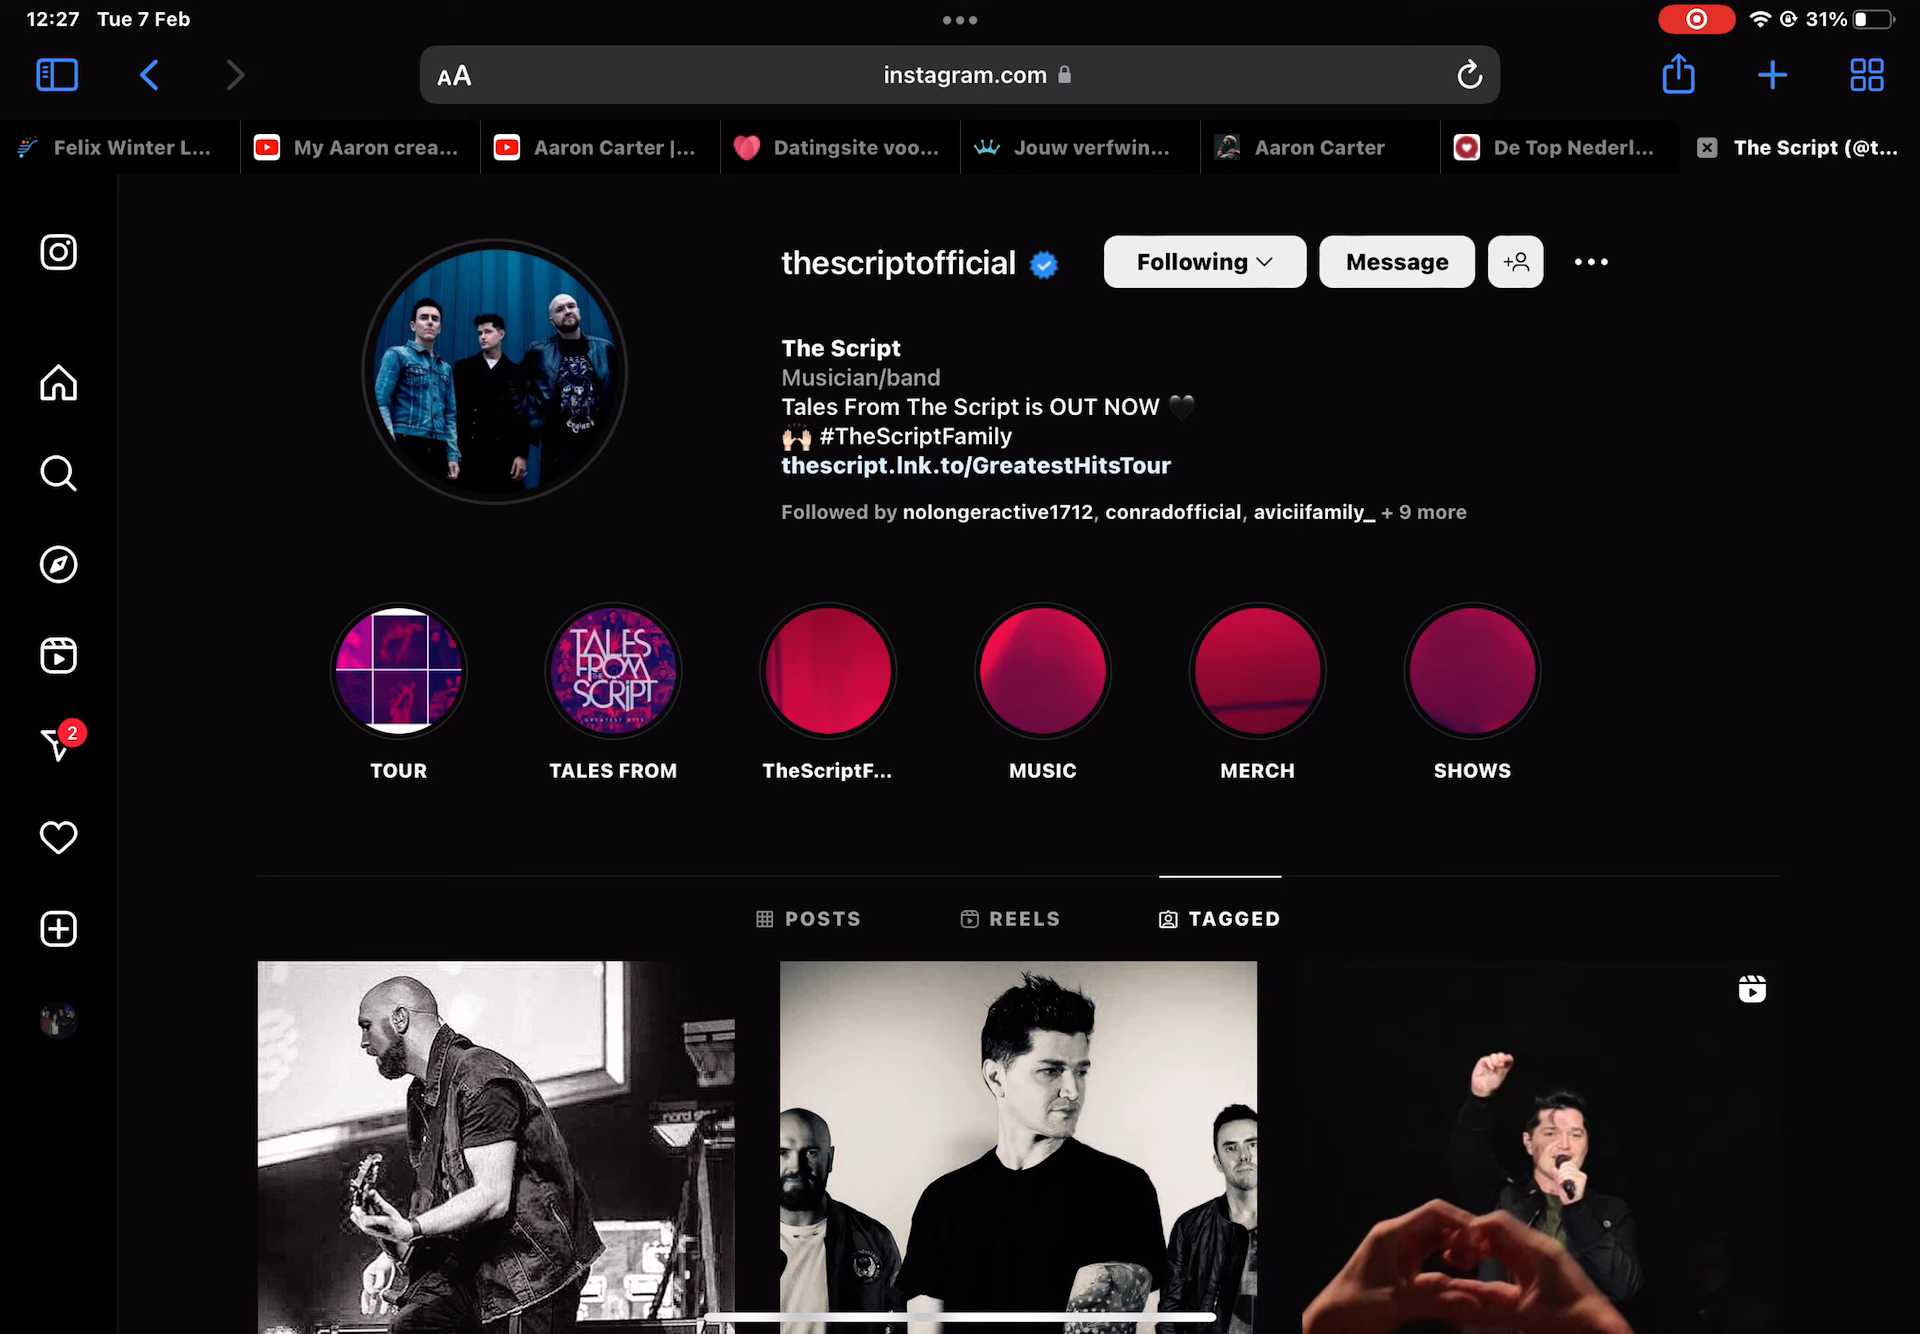 12:27 Tue 7 Feb
31%
AA
instagram.com
Felix Winter L...
My Aaron crea...
Aaron Carter |...
Datingsite voo...
Jouw verfwin...
Aaron Carter
De Top Nederl...
The Script (@t...
thescriptofficial
Following
Message
The Script
Musician/band
Tales From The Script is OUT NOW 🖤
🙌🏻 #TheScriptFamily
thescript.lnk.to/GreatestHitsTour
Followed by nolongeractive1712, conradofficial, aviciifamily_ + 9 more
TALES
FROM
THE
SCRIPT
GREATEST HITS
TOUR
TALES FROM
TheScriptF...
MUSIC
MERCH
SHOWS
2
POSTS
REELS
TAGGED
nord